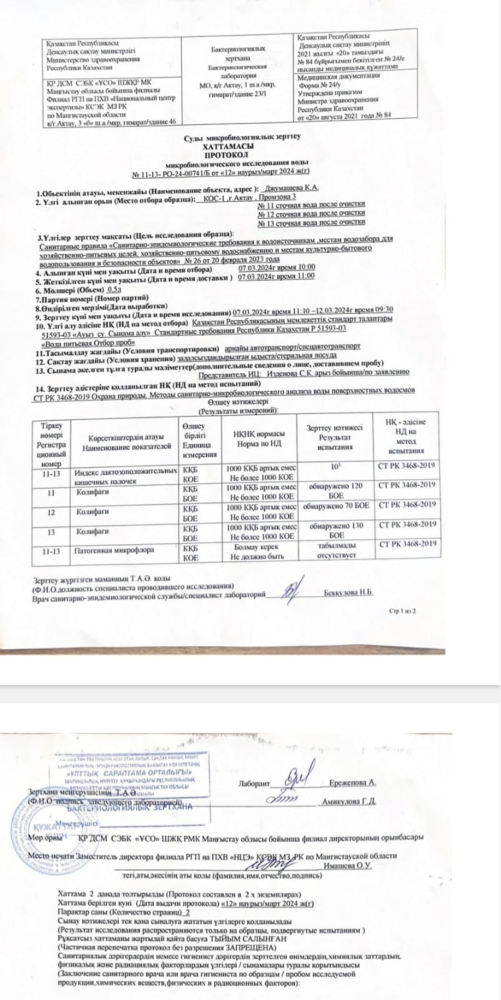 Қазақстан Республикасы
Денсаулық сақтау министрлігі
Министерство здравоохранения
Республики Казахстан
ҚР ДСМ СЭБК «ҰСО» ШЖҚР МК
Маңғыстау облысы бойынша филиалы
Филиал РГП на ПХВ «Национальный центр
экспертизы» КСЭК МЗ РК
по Мангистауской области
к/г.Актау, 3 «б» ш.а /мкр, ғимарат/здание 46
Бактериологиялық
зертхана
Бактериологическая
лаборатория
МО, к/г.Актау, 1 ш.а /мкр,
ғимарат/здание 23/1
Қазақстан Республикасы
Денсаулық сақтау министрінің
2021 жылғы «20» тамыздағы
№ 84 бұйрығымен бекітілген № 24/е
нысанды медициналық құжаттама
Медицинская документация
Форма № 24/у
Утверждена приказом
Министра здравоохранения
Республики Казахстан
от «20» августа 2021 года № 84
Суды микробиологиялық зерттеу
ХАТТАМАСЫ
ПРОТОКОЛ
микробиологического исследования воды
№ 11-13- РО-24-00741/Б от «12» наурыз/март 2024 ж(г)
1.Обьектінің атауы, мекенжайы (Наименование объекта, адрес ): Джумашева К.А.
2. Үлгі алынған орын (Место отбора образца): КОС-1 ,г.Актау , Промзона 3
№ 11 сточная вода после очистки
№ 12 сточная вода после очистки
№ 13 сточная вода после очистки
3.Үлгілер зерттеу мақсаты (Цель исследования образца):
Санитарные правила «Санитарно-эпидемиологические требования к водоисточникам ,местам водозабора для
хозяйственно-питьевых целей, хозяйственно-питьевому водоснабжению и местам культурно-бытового
водопользования и безопасности объектов» № 26 от 20 февраля 2023 года
4. Алынған күні мен уақыты (Дата и время отбора) 07.03.2024г время 10:00
5. Жеткізілген күні мен уақыты (Дата и время доставки ) 07.03.2024г время 11:00
6. Мөлшері (Обьем) 0,5л
7.Партия номері (Номер партий)
8.Өндірілген мерзімі(Дата выработки)
9. Зерттеу күні мен уақыты (Дата и время исследования) 07.03.2024г время 11:10 –12.03.2024г время 09:30
10. Үлгі алу әдісіне НҚ (НД на метод отбора) Қазақстан Республикасының мемлекеттік стандарт талаптары
51593-03 «Ауыз су. Сынама алу» Стандартные требования Республики Казахстан Р 51593-03
«Вода питьевая.Отбор проб»
11.Тасымалдау жағдайы (Условия транспортировки) арнайы автотранспорт/спецавтотранспорт
12. Сақтау жағдайы (Условия хранения) залалсыздандырылған ыдыста/стерильная посуда
13. Сынама әкелген тұлға туралы мәліметтер(дополнительные сведения о лице, доставившем пробу)
Представитель ИЦ: Изденова С.К. арыз бойынша/по заявлению
14. Зерттеу әдістеріне қолданылған НҚ (НД на метод испытаний)
СТ РК 3468-2019 Охрана природы. Методы санитарно-микробиологического анализа воды поверхностных водоемов
Өлшеу нәтижелері
(Результаты измерений):
Тіркеу
нөмері
Регистра
ционный
номер
Көрсеткіштердің атауы
Наименование показателей
Өлшеу
бірлігі
Единица
измерения
НҚНҚ нормасы
Норма по НД
Зерттеу нәтижесі
Результат
испытания
НҚ - әдісіне
НД на
метод
испытания
11-13 Индекс лактозоположительных ККБ 1000 КҚБ артық емес 10⁵ СТ РК 3468-2019
кишечных палочек КОЕ Не более 1000 КОЕ
11 Колифаги ККБ 1000 КҚБ артық емес обнаружено 120 СТ РК 3468-2019
БОЕ Не более 1000 КОЕ БОЕ
12 Колифаги ККБ 1000 КҚБ артық емес обнаружено 70 БОЕ СТ РК 3468-2019
БОЕ Не более 1000 КОЕ
13 Колифаги ККБ 1000 КҚБ артық емес обнаружено 130 СТ РК 3468-2019
БОЕ Не более 1000 КОЕ БОЕ
11-13 Патогенная микрофлора ККБ Болмау керек табылмады СТ РК 3468-2019
КОЕ Не должно быть отсутствует
Зерттеу жүргізген маманның Т.А.Ә. қолы
(Ф.И.О,должность специалиста проводившего исследования)
Врач санитарно-эпидемиологической службы/специалист лабораторий Беккулова Н.Б.
Стр 1 из 2
САНИТАРИЯЛЫҚ-ЭПИДЕМИОЛОГИЯЛЫҚ БАҚЫЛАУ КОМИТЕТІНІҢ
«ҰЛТТЫҚ САРАПТАМА ОРТАЛЫҒЫ»
ШАРУАШЫЛЫҚ ЖҮРГІЗУ ҚҰҚЫҒЫНДАҒЫ РЕСПУБЛИКАЛЫҚ
МЕМЛЕКЕТТІК КӘСІПОРНЫНЫҢ МАҢҒЫСТАУ ОБЛЫСЫ
БАКТЕРИОЛОГИЯЛЫҚ ЗЕРТХАНА
Меңгерушісі
Лаборант Ережепова А.
Зертхана меңгерушісінің Т.А.Ә
(Ф.И.О подпись заведующего лабораторией) Амикулова Г.Д.
Мөр орны ҚР ДСМ СЭБК «ҰСО» ШЖҚ РМК Маңғыстау облысы бойынша филиал директорының орынбасары
Место печати Заместитель директора филиала РГП на ПХВ «НЦЭ» КСЭК МЗ РК по Мангистауской области
Имашева О.У.
тегі,аты,әкесінің аты қолы (фамилия,имя,отчество,подпись)
Хаттама 2 данада толтырылды (Протокол составлен в 2 х экземплярах)
Хаттама берілген күні (Дата выдачи протокола) «12» наурыз/март 2024 ж(г)
Парақтар саны (Количество страниц) 2
Сынау нәтижелері тек қана сынауға жататын үлгілерге қолданылады
(Результат исследования распространяются только на образцы, подвергнутые испытаниям )
Рұқсатсыз хаттаманы жартылай қайта басуға ТЫЙЫМ САЛЫНҒАН
(Частичная перепечатка протокол без разрешения ЗАПРЕЩЕНА)
Санитариялық дәрігердердің немесе гигиенист дәрігердің зерттелген өнімдердің,химиялық заттардың,
физикалық және радиациялық факторлардың үлгілері / сынамалары туралы қорытындысы
(Заключение санитарного врача или врача гигиениста по образцам / пробом исследуемой
продукции,химических веществ,физических и радиоционных факторов):